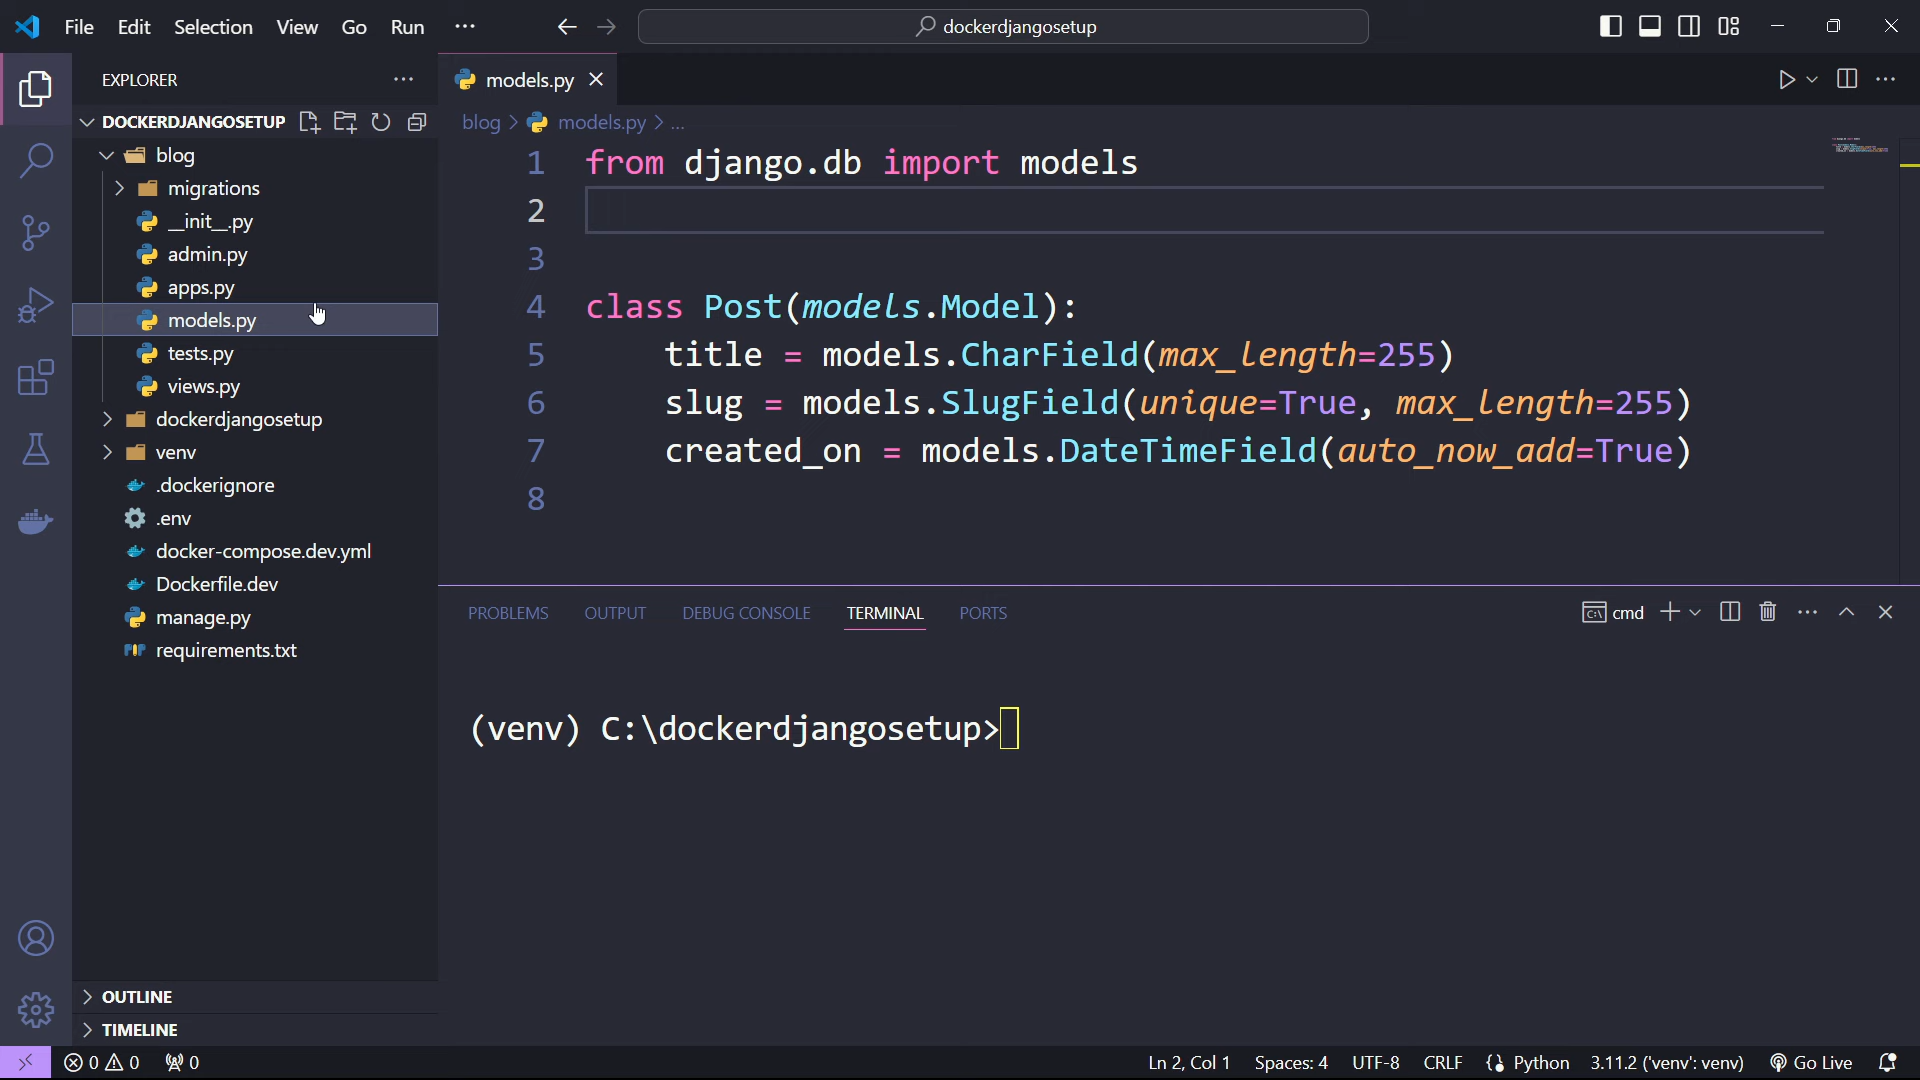 File Edit Selection View Go Run ··· dockerdjangosetup
EXPLORER ···
DOCKERDJANGOSETUP
blog
migrations
__init__.py
admin.py
apps.py
models.py
tests.py
views.py
dockerdjangosetup
venv
.dockerignore
.env
docker-compose.dev.yml
Dockerfile.dev
manage.py
requirements.txt
OUTLINE
TIMELINE
models.py
blog > models.py > ...
1 from django.db import models
2
3
4 class Post(models.Model):
5 title = models.CharField(max_length=255)
6 slug = models.SlugField(unique=True, max_length=255)
7 created_on = models.DateTimeField(auto_now_add=True)
8
PROBLEMS OUTPUT DEBUG CONSOLE TERMINAL PORTS cmd
(venv) C:\dockerdjangosetup>
0 0 0 Ln 2, Col 1 Spaces: 4 UTF-8 CRLF Python 3.11.2 ('venv': venv) Go Live